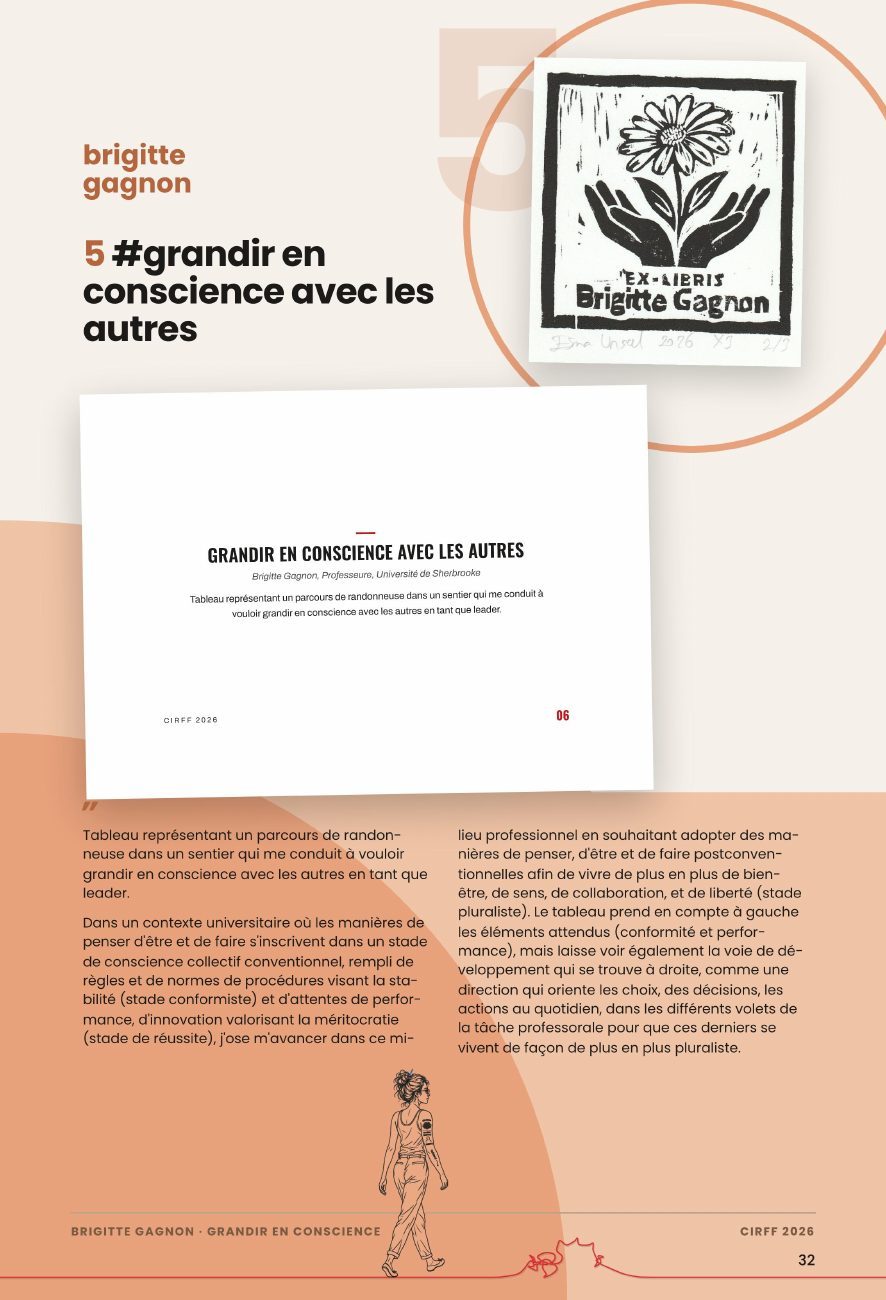 5
brigitte
gagnon
5 #grandir en
conscience avec les
autres
EX-LIBRIS
Brigitte Gagnon
2026 XI 2/3
GRANDIR EN CONSCIENCE AVEC LES AUTRES
Brigitte Gagnon, Professeure, Université de Sherbrooke
Tableau représentant un parcours de randonneuse dans un sentier qui me conduit à
vouloir grandir en conscience avec les autres en tant que leader.
CIRFF 2026
06
"
Tableau représentant un parcours de randon-
neuse dans un sentier qui me conduit à vouloir
grandir en conscience avec les autres en tant que
leader.
Dans un contexte universitaire où les manières de
penser d'être et de faire s'inscrivent dans un stade
de conscience collectif conventionnel, rempli de
règles et de normes de procédures visant la sta-
bilité (stade conformiste) et d'attentes de perfor-
mance, d'innovation valorisant la méritocratie
(stade de réussite), j'ose m'avancer dans ce mi-
lieu professionnel en souhaitant adopter des ma-
nières de penser, d'être et de faire postconven-
tionnelles afin de vivre de plus en plus de bien-
être, de sens, de collaboration, et de liberté (stade
pluraliste). Le tableau prend en compte à gauche
les éléments attendus (conformité et perfor-
mance), mais laisse voir également la voie de dé-
veloppement qui se trouve à droite, comme une
direction qui oriente les choix, des décisions, les
actions au quotidien, dans les différents volets de
la tâche professorale pour que ces derniers se
vivent de façon de plus en plus pluraliste.
BRIGITTE GAGNON · GRANDIR EN CONSCIENCE
CIRFF 2026
32